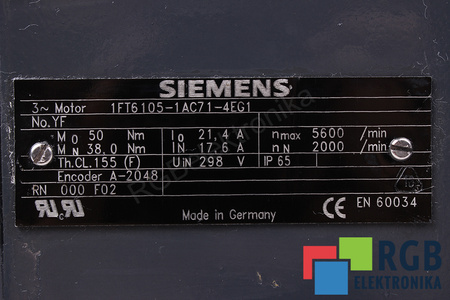 SIEMENS
3~ Motor 1FT6105-1AC71-4EG1
No.YF
M0 50 Nm I0 21,4 A nmax 5600 /min
MN 38,0 Nm IN 17,6 A nN 2000 /min
Th.CL.155 (F) UiN 298 V IP 65
Encoder A-2048
RN 000 F02
Made in Germany CE EN 60034
RGB
ELEKTRONIKA